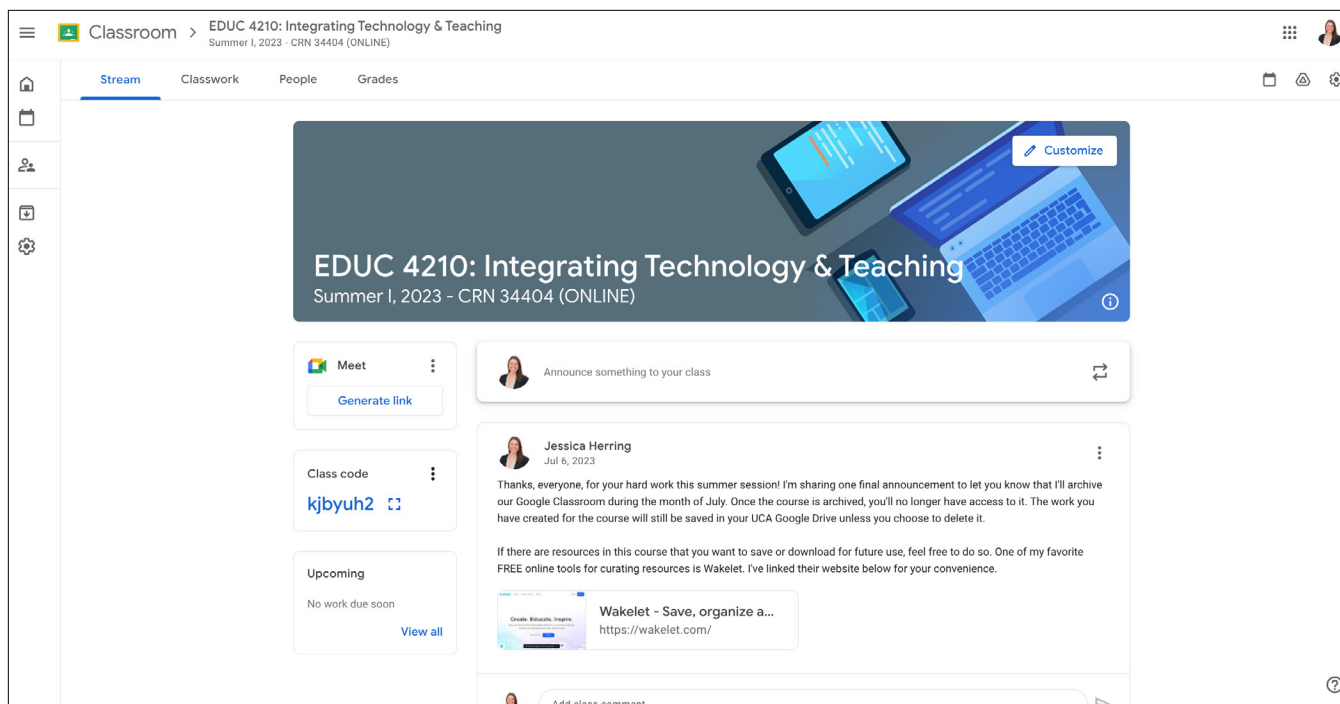 Classroom > EDUC 4210: Integrating Technology & Teaching
Summer I, 2023 - CRN 34404 (ONLINE)
Stream Classwork People Grades
Customize
EDUC 4210: Integrating Technology & Teaching
Summer I, 2023 - CRN 34404 (ONLINE)
Meet
Generate link
Class code
kjbyuh2
Upcoming
No work due soon
View all
Announce something to your class
Jessica Herring
Jul 6, 2023
Thanks, everyone, for your hard work this summer session! I'm sharing one final announcement to let you know that I'll archive
our Google Classroom during the month of July. Once the course is archived, you'll no longer have access to it. The work you
have created for the course will still be saved in your UCA Google Drive unless you choose to delete it.
If there are resources in this course that you want to save or download for future use, feel free to do so. One of my favorite
FREE online tools for curating resources is Wakelet. I've linked their website below for your convenience.
Create. Educate. Inspire.
Wakelet - Save, organize a...
https://wakelet.com/
Add class comment